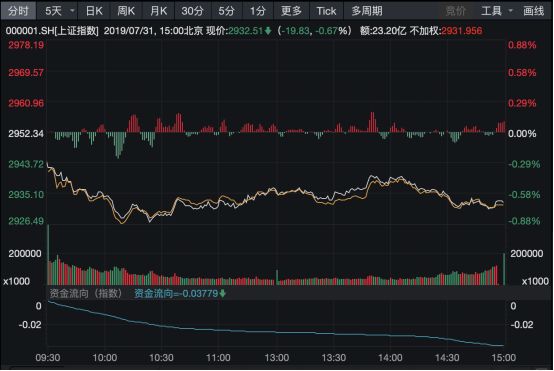 分时 5天 日K 周K 月K 30分 5分 1分 更多 Tick 多周期 竞价 工具 画线
000001.SH[上证指数] 2019/07/31, 15:00北京 现价:2932.51 (-19.83, -0.67%) 额:23.20亿 不加权:2931.956
2978.19 0.88%
2969.57 0.58%
2960.96 0.29%
2952.34 0.00%
2943.72 -0.29%
2935.10 -0.58%
2926.49 -0.88%
200000 200000
x1000 x1000
资金流向(指数) 资金流向=-0.03779
0 0
-0.02 -0.02
09:30 10:00 10:30 11:00 13:00 13:30 14:00 14:30 15:00